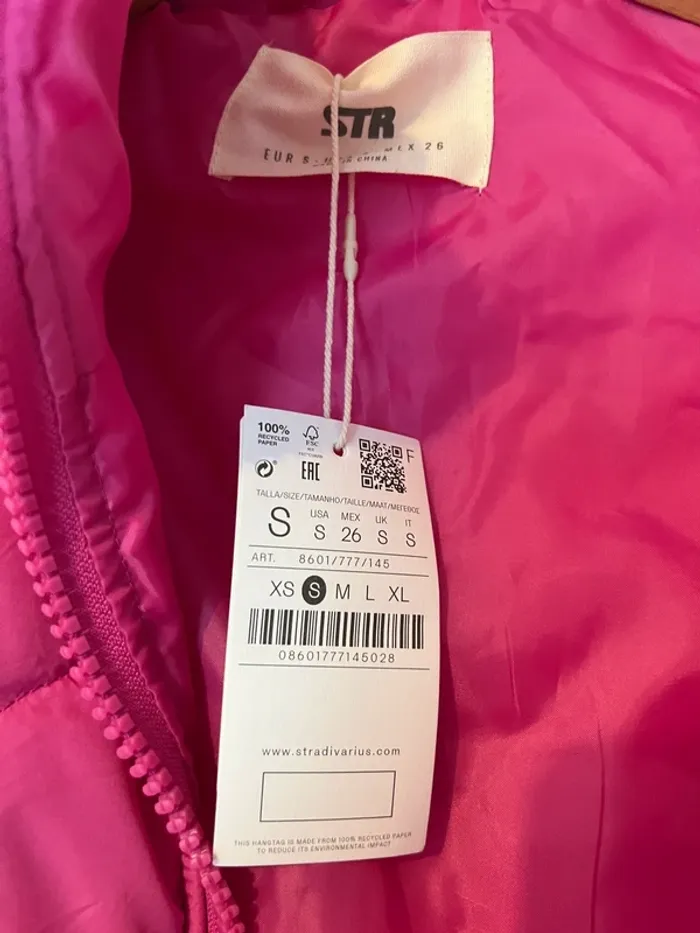 STR
EUR S MEX 26
CHINA
100%
RECYCLED
PAPER
FSC
F
EAC
TALLA/SIZE/TAMANHO/TAILLE/MAAT/МЕГЕВОС
S
USA MEX UK IT
S 26 S S
ART. 8601/777/145
XS S M L XL
08601777145028
www.stradivarius.com
THIS HANGTAG IS MADE FROM 100% RECYCLED PAPER
TO REDUCE ITS ENVIRONMENTAL IMPACT